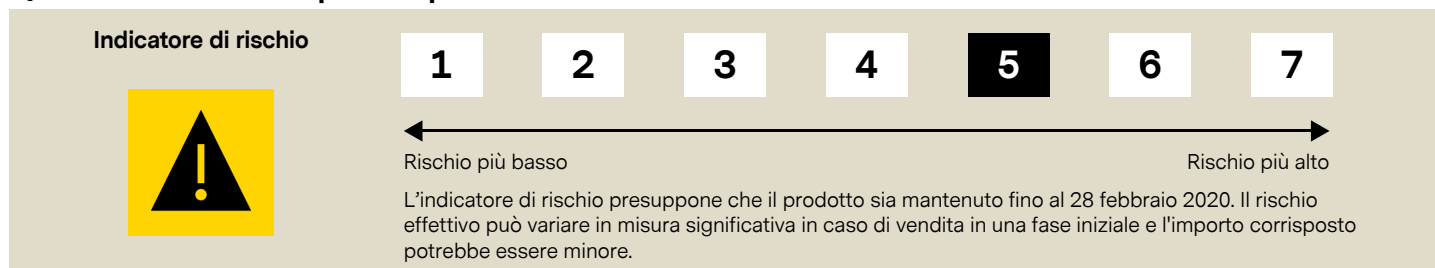 Indicatore di rischio
1 2 3 4 5 6 7
Rischio più basso Rischio più alto
L'indicatore di rischio presuppone che il prodotto sia mantenuto fino al 28 febbraio 2020. Il rischio
effettivo può variare in misura significativa in caso di vendita in una fase iniziale e l'importo corrisposto
potrebbe essere minore.